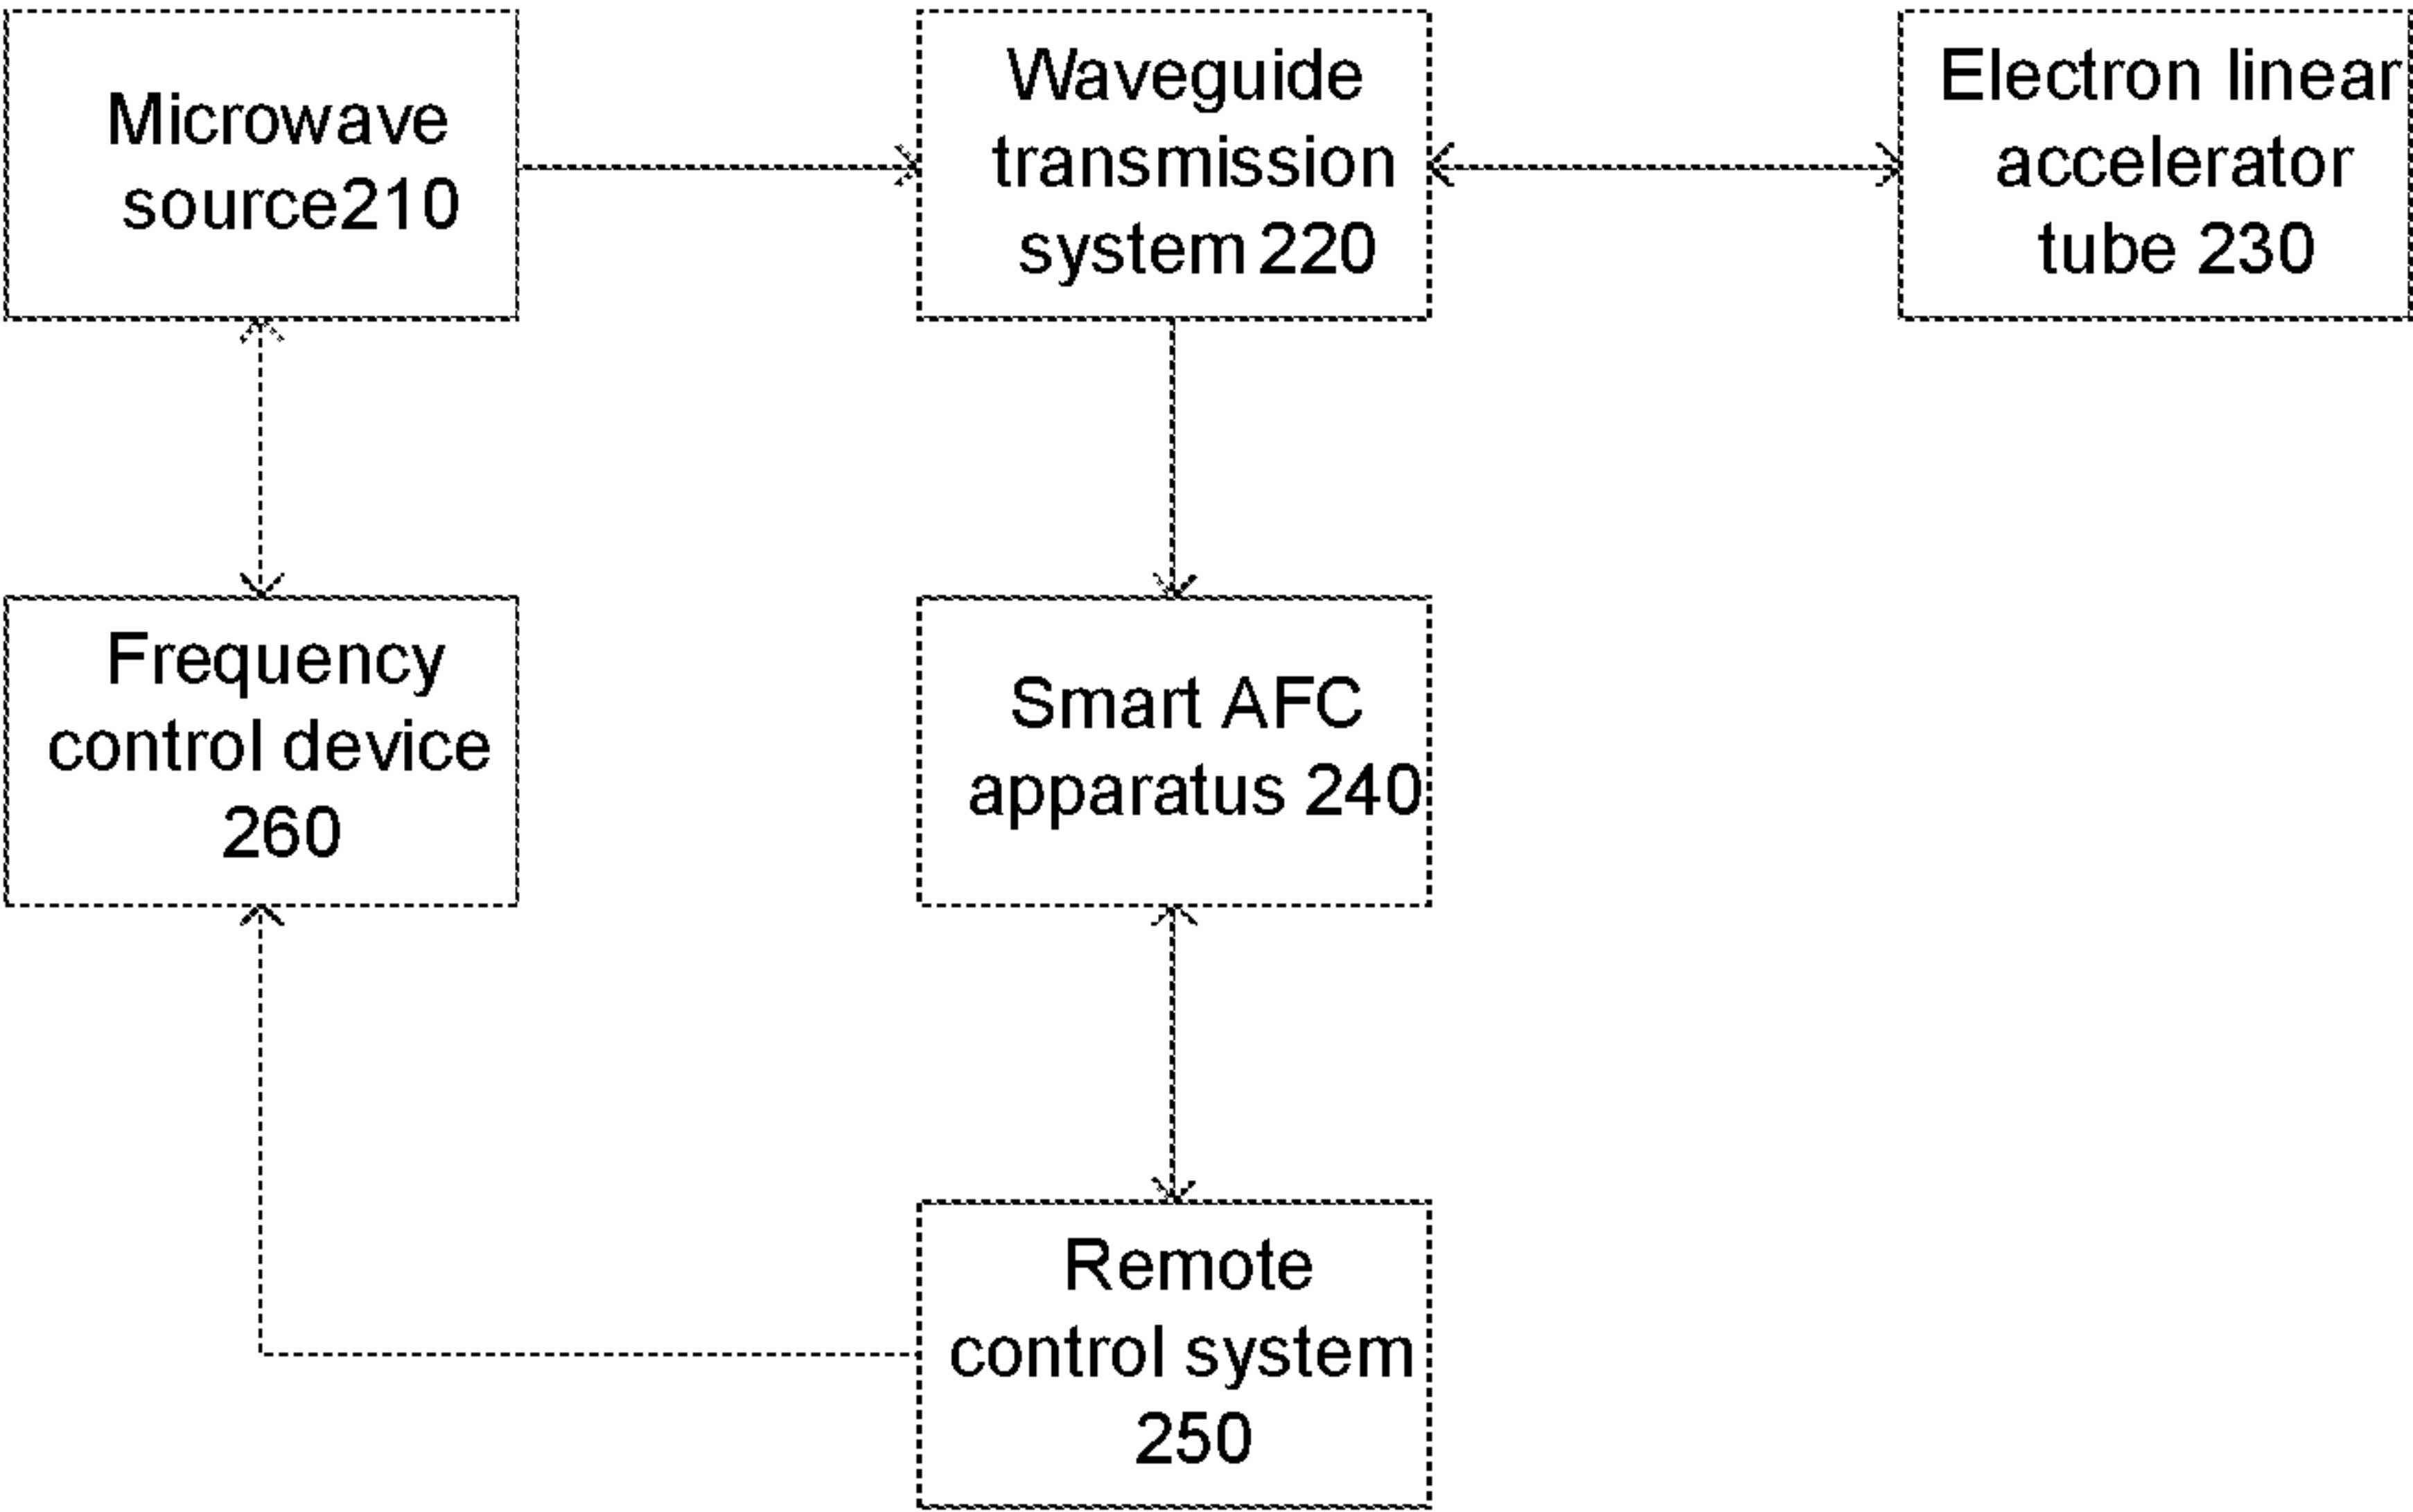 Microwave
source210
Waveguide
transmission
system 220
Electron linear
accelerator
tube 230
Frequency
control device
260
Smart AFC
apparatus 240
Remote
control system
250